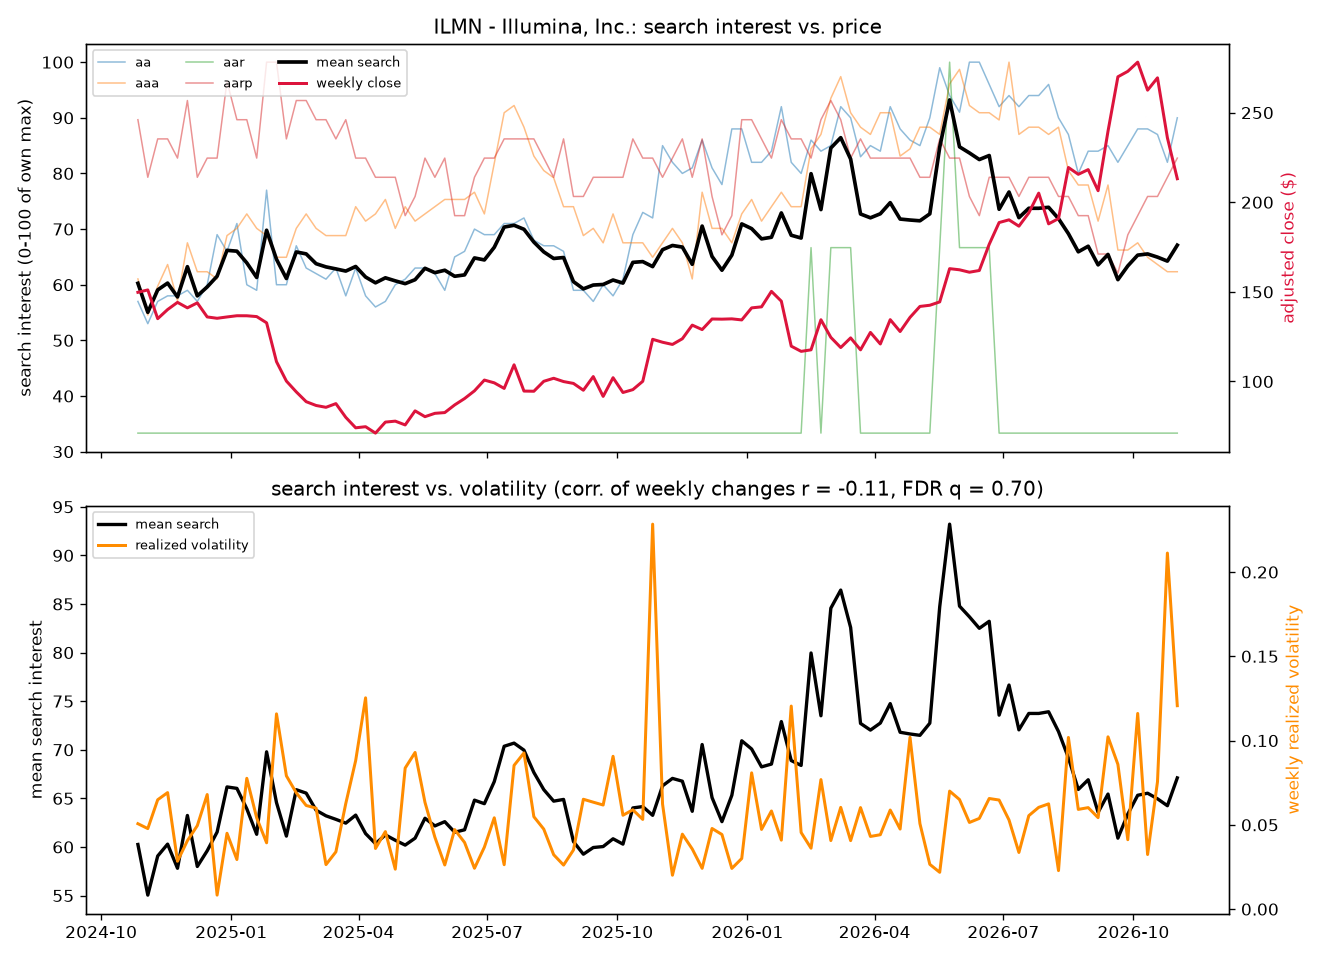 ILMN - Illumina, Inc.: search interest vs. price
aa
aaa
aar
aarp
mean search
weekly close
search interest (0-100 of own max)
100
90
80
70
60
50
40
30
250
200
150
100
adjusted close ($)
search interest vs. volatility (corr. of weekly changes r = -0.11, FDR q = 0.70)
mean search
realized volatility
mean search interest
95
90
85
80
75
70
65
60
55
0.20
0.15
0.10
0.05
0.00
weekly realized volatility
2024-10
2025-01
2025-04
2025-07
2025-10
2026-01
2026-04
2026-07
2026-10